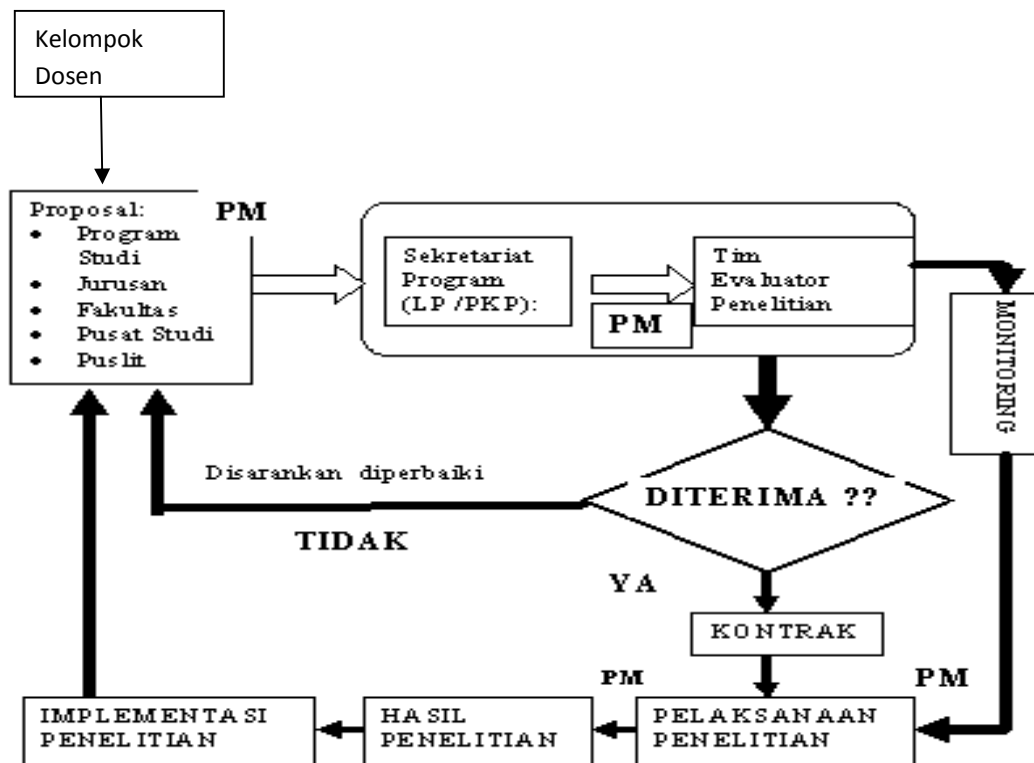 Kelompok
Dosen
Proposal:
• Program
Studi
• Jurusan
• Fakultas
• Pusat Studi
• Puslit
PM
Sekretariat
Program
(LP /PKP):
PM
Tim
Evaluator
Penelitian
MONITORING
Disarankan diperbaiki
TIDAK
DITERIMA ??
YA
KONTRAK
PM
PM
IMPLEMENTASI
PENELITIAN
HASIL
PENELITIAN
PELAKSANAAN
PENELITIAN